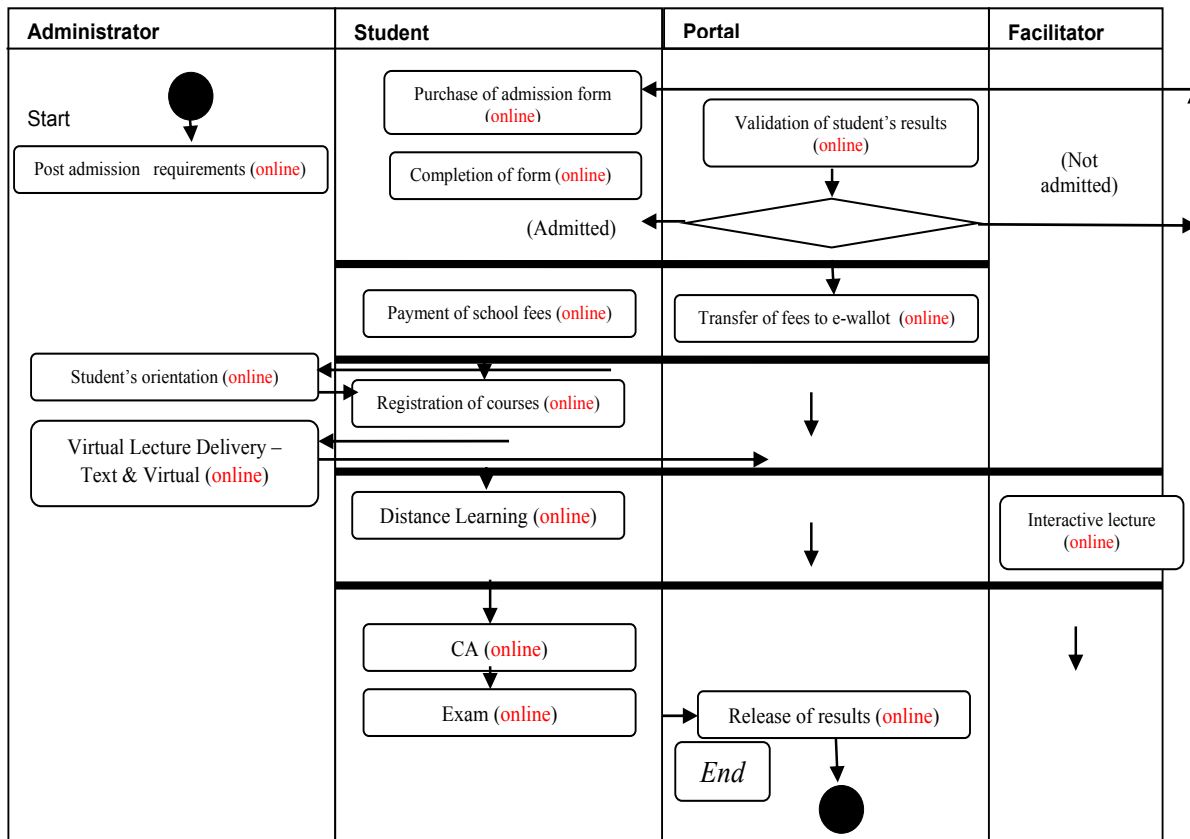 Administrator
Student
Portal
Facilitator
Start
Post admission requirements (online)
Purchase of admission form
(online)
Completion of form (online)
(Admitted)
Validation of student's results
(online)
(Not
admitted)
Payment of school fees (online)
Transfer of fees to e-wallot (online)
Student's orientation (online)
Registration of courses (online)
Virtual Lecture Delivery –
Text & Virtual (online)
Distance Learning (online)
Interactive lecture
(online)
CA (online)
Exam (online)
Release of results (online)
End